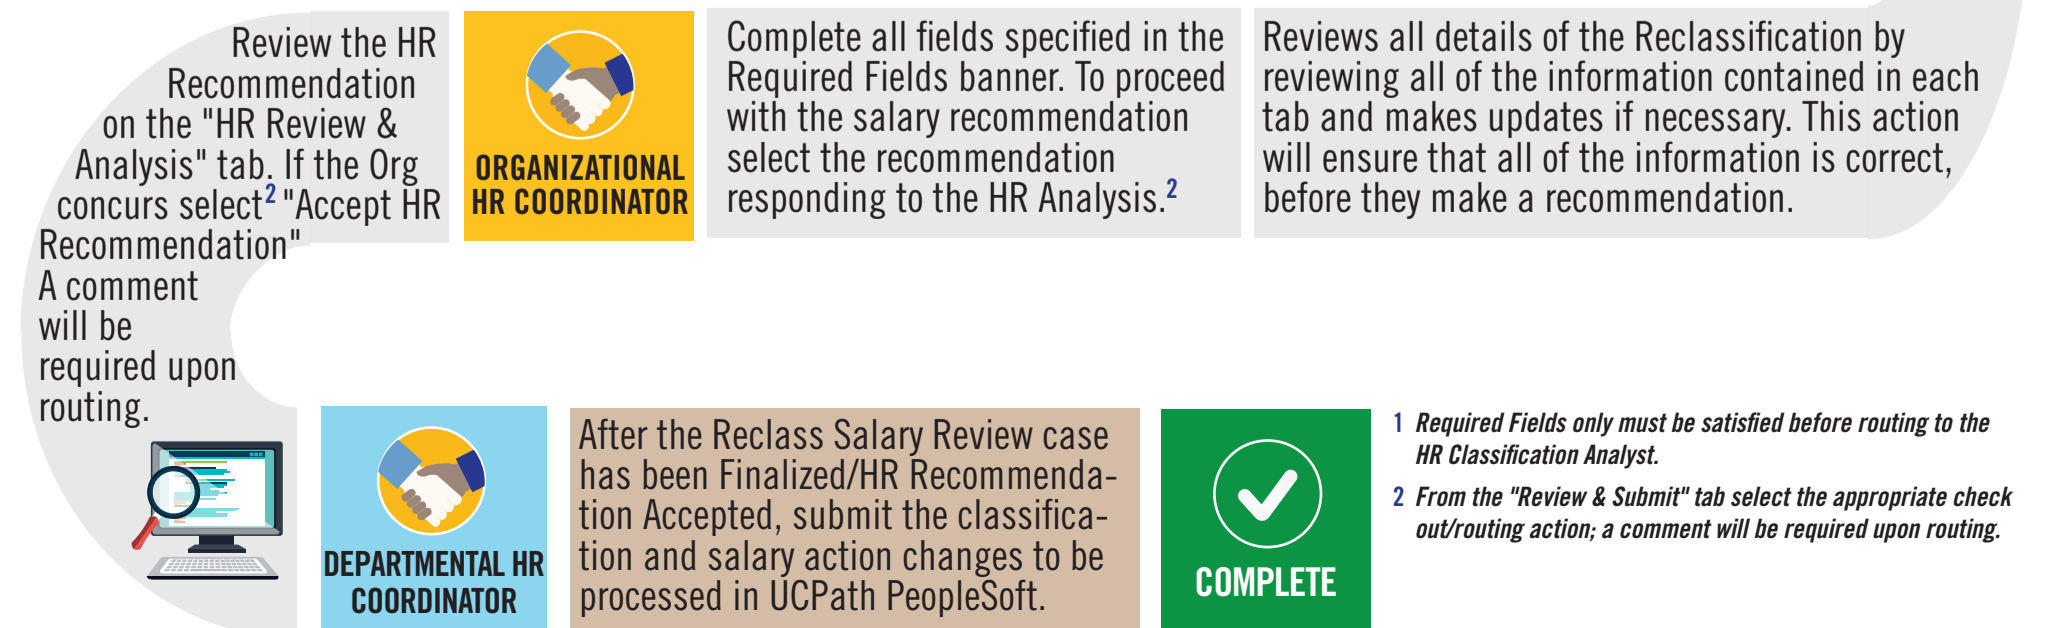 Review the HR
Recommendation
on the "HR Review &
Analysis" tab. If the Org
concurs select2 "Accept HR
Recommendation"
A comment
will be
required upon
routing.
ORGANIZATIONAL
HR COORDINATOR
Complete all fields specified in the
Required Fields banner. To proceed
with the salary recommendation
select the recommendation
responding to the HR Analysis.2
Reviews all details of the Reclassification by
reviewing all of the information contained in each
tab and makes updates if necessary. This action
will ensure that all of the information is correct,
before they make a recommendation.
DEPARTMENTAL HR
COORDINATOR
After the Reclass Salary Review case
has been Finalized/HR Recommenda-
tion Accepted, submit the classifica-
tion and salary action changes to be
processed in UCPath PeopleSoft.
COMPLETE
1 Required Fields only must be satisfied before routing to the
HR Classification Analyst.
2 From the "Review & Submit" tab select the appropriate check
out/routing action; a comment will be required upon routing.